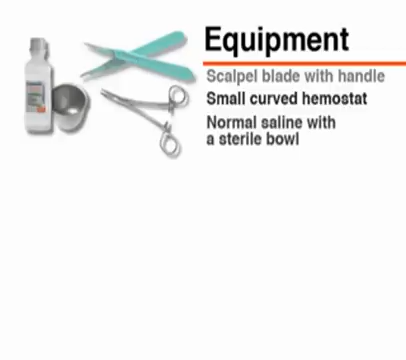 Equipment
Scalpel blade with handle
Small curved hemostat
Normal saline with
a sterile bowl